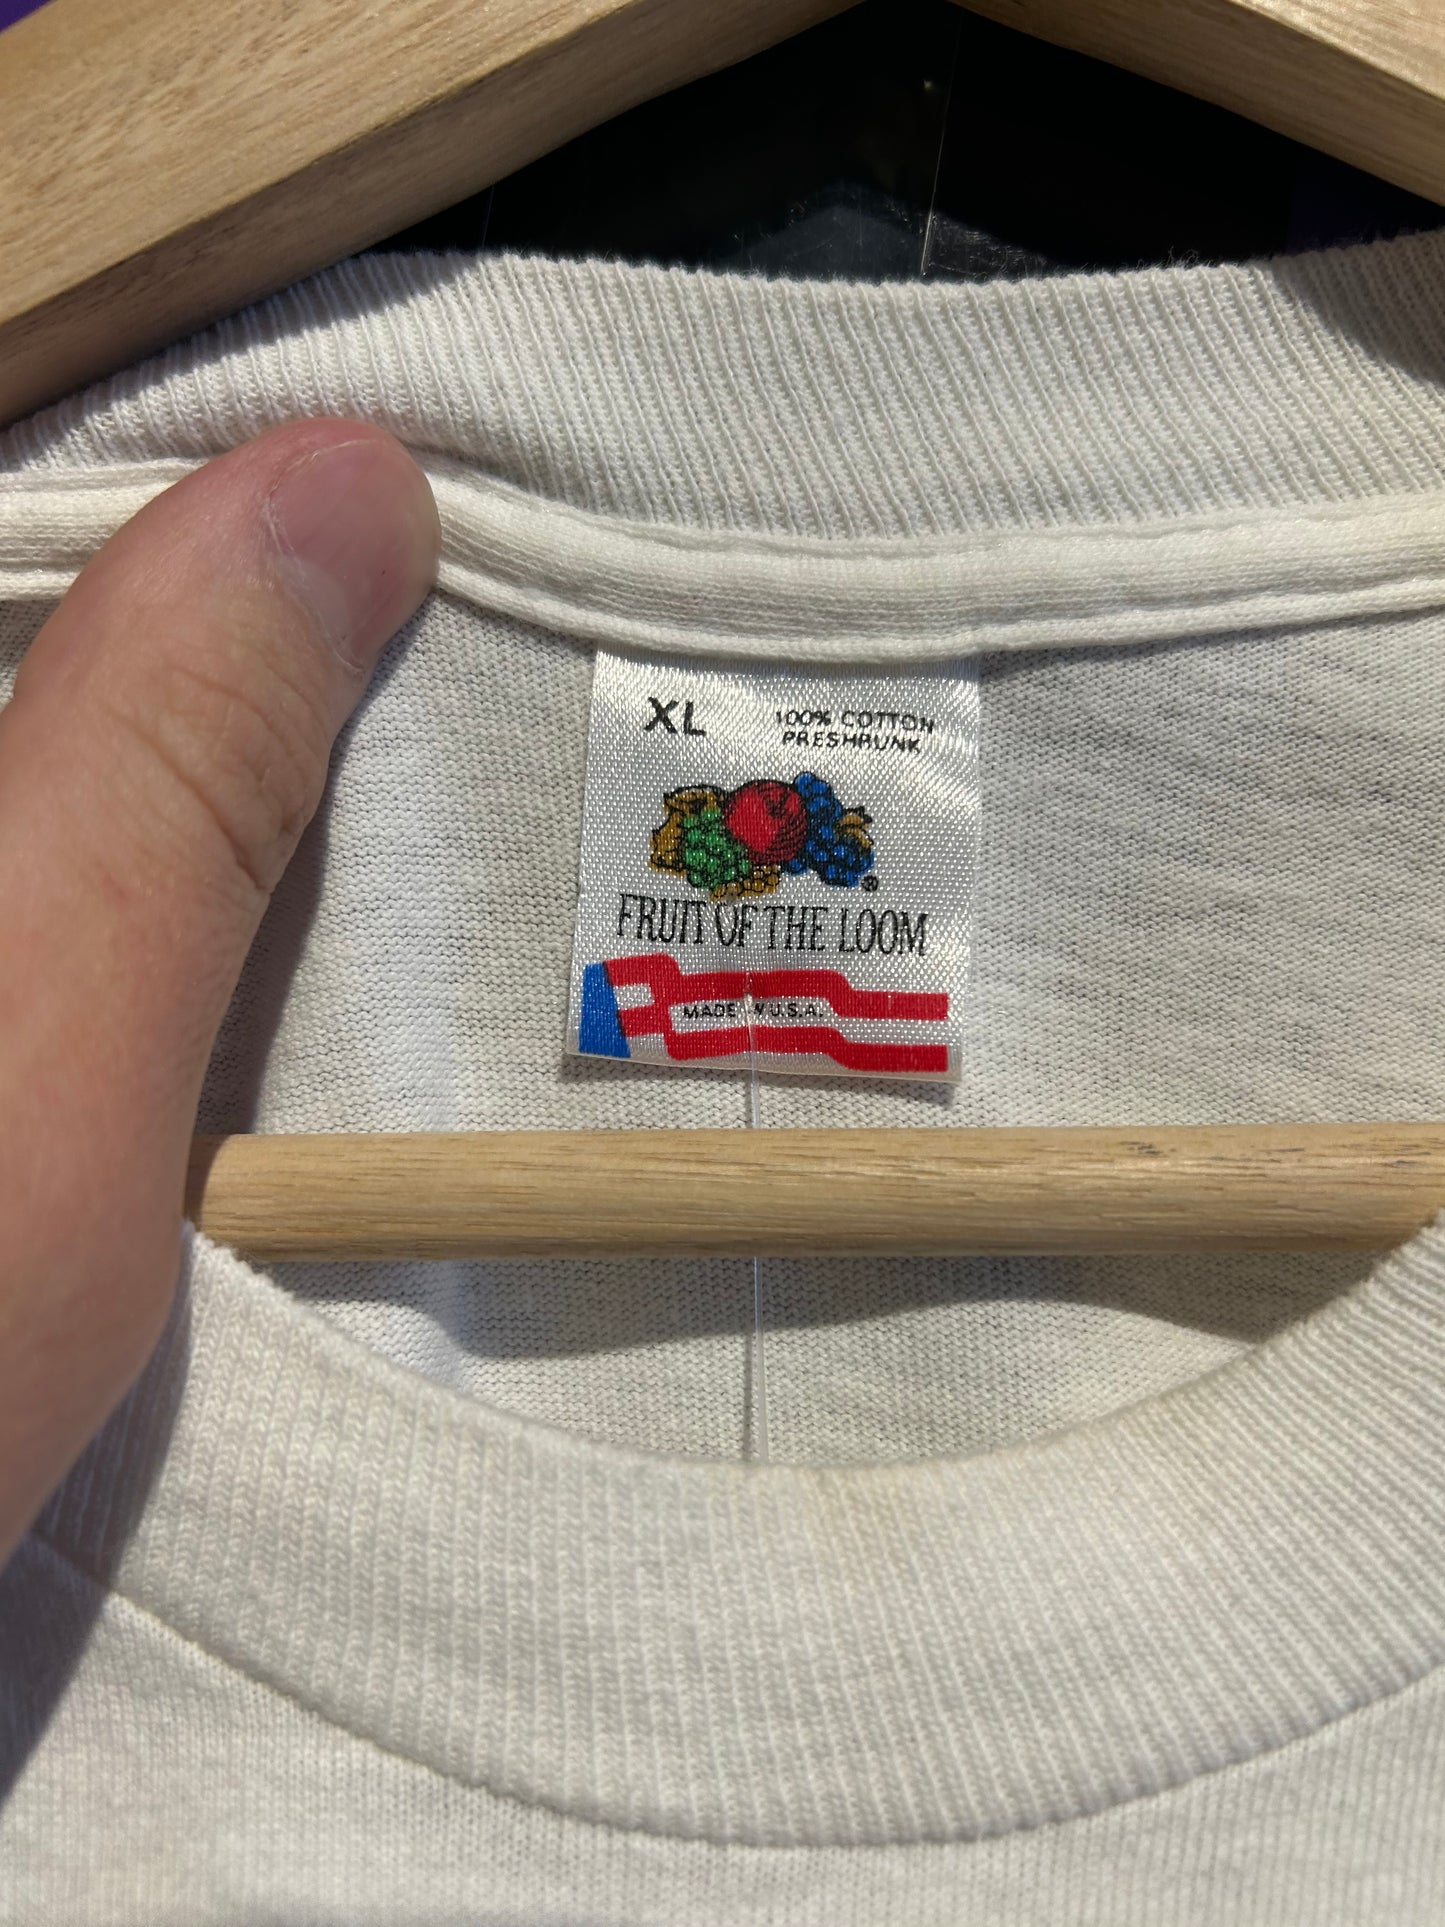 XL
100% COTTON
PRESHRUNK
®
FRUIT OF THE LOOM
MADE IN U.S.A.